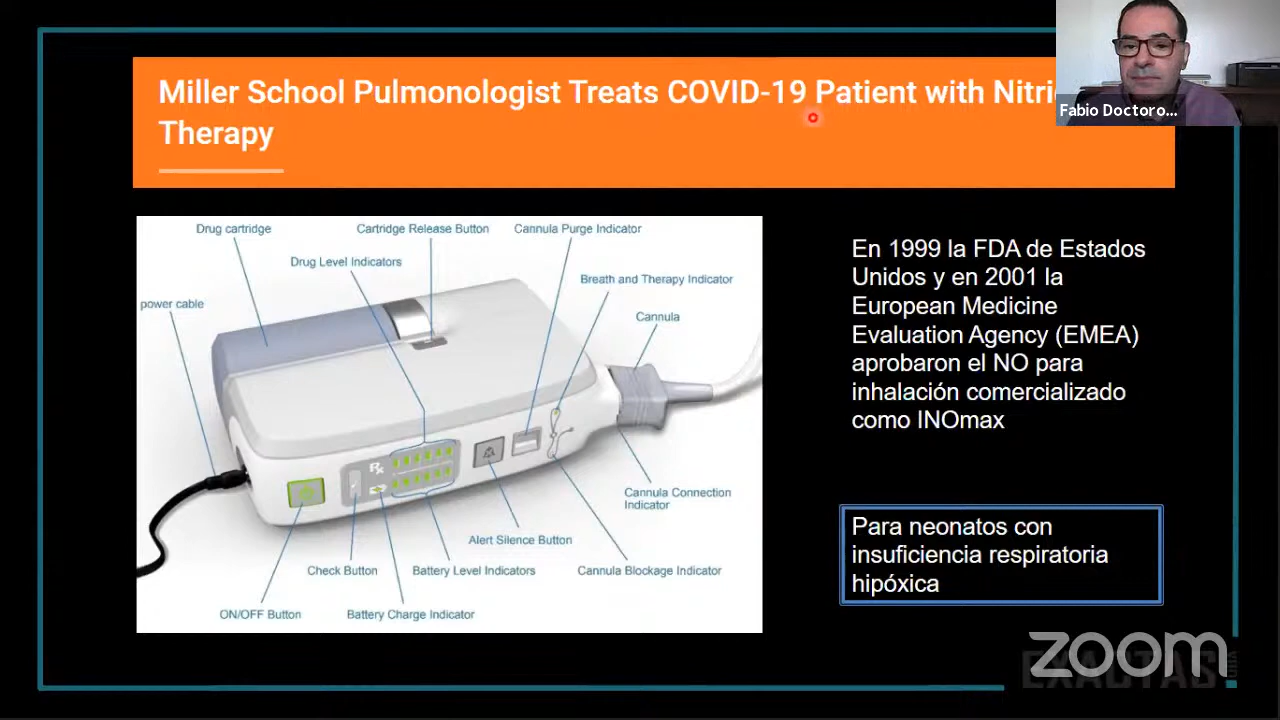 Miller School Pulmonologist Treats COVID-19 Patient with Nitri
Therapy
Fabio Doctoro...
Drug cartridge
Cartridge Release Button
Cannula Purge Indicator
Drug Level Indicators
Breath and Therapy Indicator
power cable
Cannula
Rx
Cannula Connection
Indicator
Alert Silence Button
Check Button
Battery Level Indicators
Cannula Blockage Indicator
ON/OFF Button
Battery Charge Indicator
En 1999 la FDA de Estados
Unidos y en 2001 la
European Medicine
Evaluation Agency (EMEA)
aprobaron el NO para
inhalación comercializado
como INOmax
Para neonatos con
insuficiencia respiratoria
hipóxica
zoom
EXACTAS